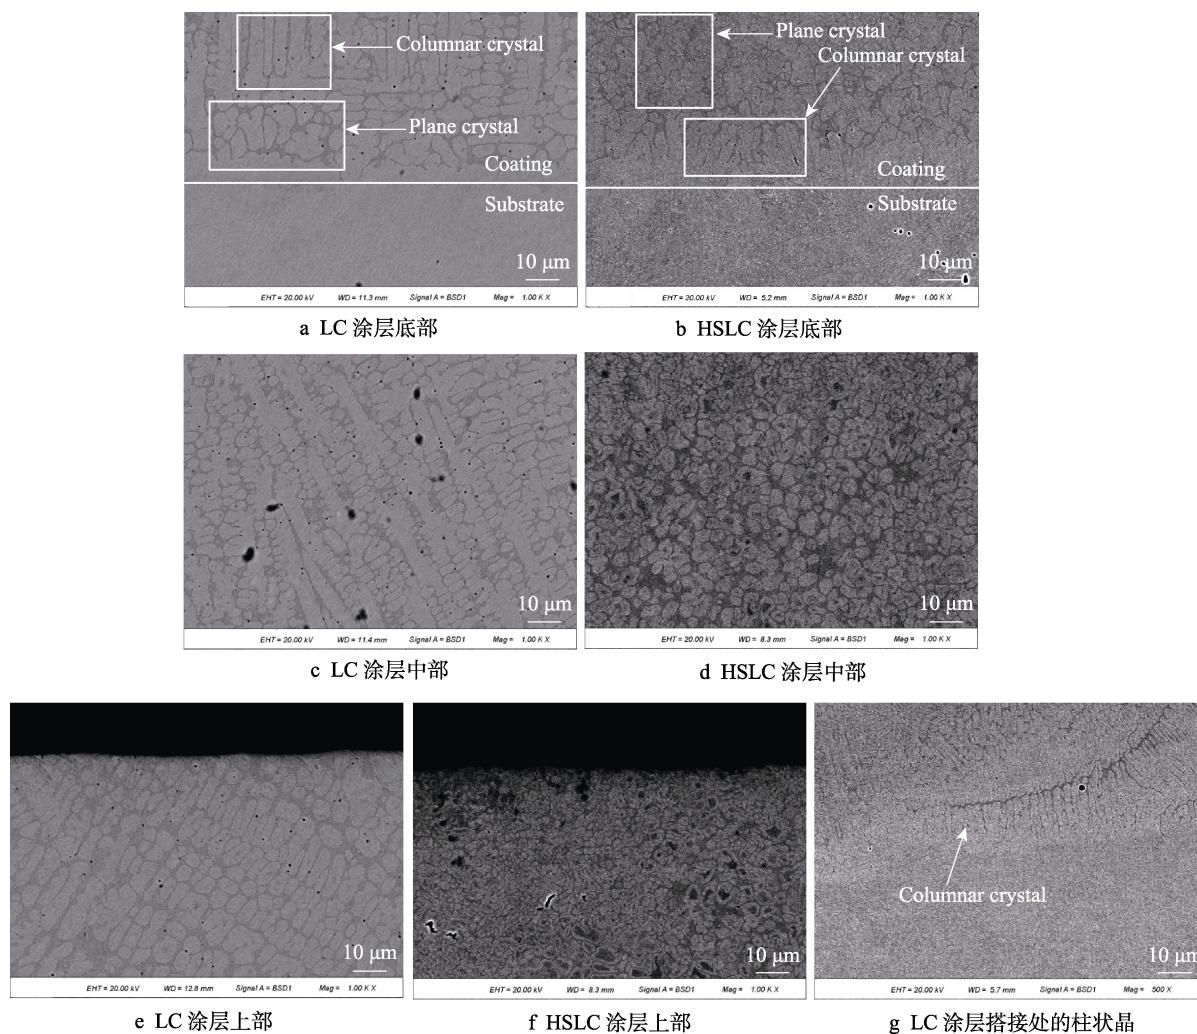 Columnar crystal
Plane crystal
Coating
Substrate
10 μm
EHT = 20.00 kV WD = 11.3 mm Signal A = BSD1 Mag = 1.00 K X
a LC 涂层底部
Plane crystal
Columnar crystal
Coating
Substrate
10 μm
EHT = 20.00 kV WD = 5.2 mm Signal A = BSD1 Mag = 1.00 K X
b HSLC 涂层底部
10 μm
EHT = 20.00 kV WD = 11.4 mm Signal A = BSD1 Mag = 1.00 K X
c LC 涂层中部
10 μm
EHT = 20.00 kV WD = 8.3 mm Signal A = BSD1 Mag = 1.00 K X
d HSLC 涂层中部
10 μm
EHT = 20.00 kV WD = 12.8 mm Signal A = BSD1 Mag = 1.00 K X
e LC 涂层上部
10 μm
EHT = 20.00 kV WD = 8.3 mm Signal A = BSD1 Mag = 1.00 K X
f HSLC 涂层上部
Columnar crystal
10 μm
EHT = 20.00 kV WD = 5.7 mm Signal A = BSD1 Mag = 500 X
g LC 涂层搭接处的柱状晶